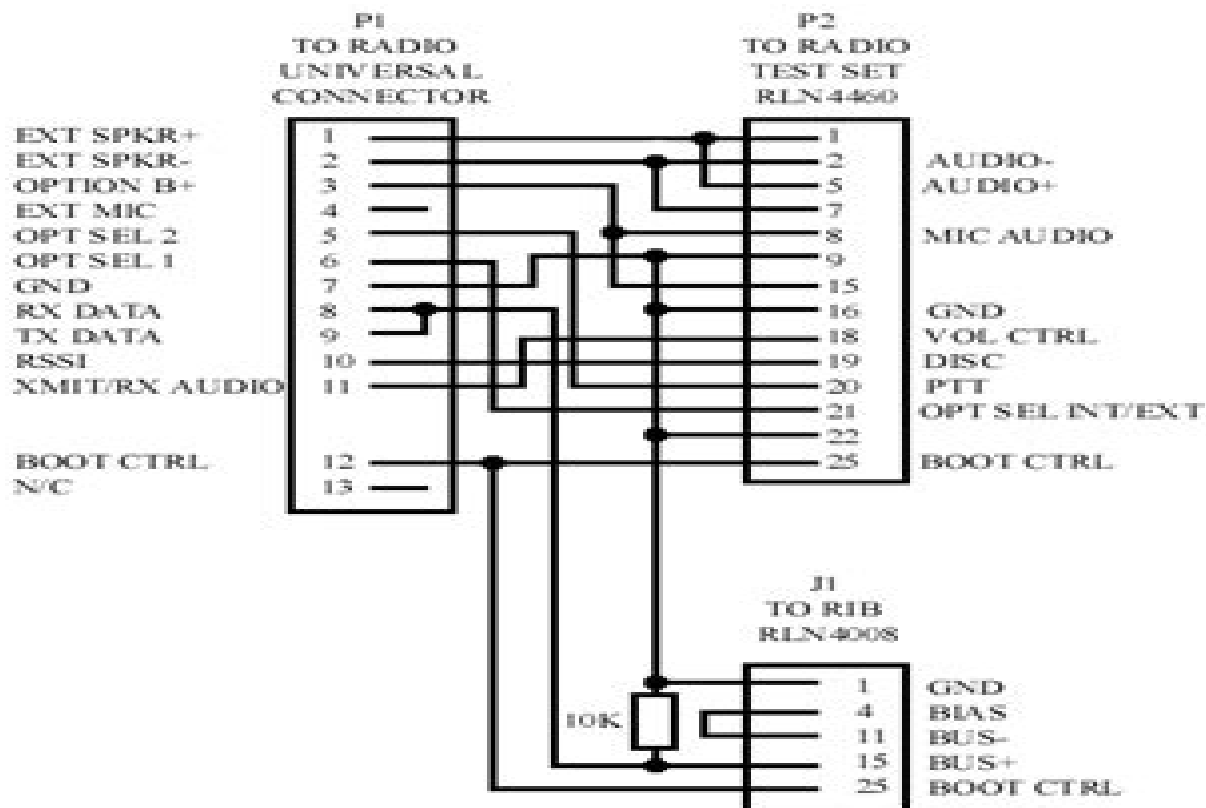 P1
TO RADIO
UNIVERSAL
CONNECTOR
P2
TO RADIO
TEST SET
RLN4460
EXT SPKR+ 1
EXT SPKR- 2
OPTION B+ 3
EXT MIC 4
OPT SEL 2 5
OPT SEL 1 6
GND 7
RX DATA 8
TX DATA 9
RSSI 10
XMIT/RX AUDIO 11
BOOT CTRL 12
N/C 13
1
2 AUDIO-
5 AUDIO+
7
8 MIC AUDIO
9
15
16 GND
18 VOL CTRL
19 DISC
20 PTT
21 OPT SEL INT/EXT
22
25 BOOT CTRL
J1
TO RIB
RLN4008
10K
1 GND
4 BIAS
11 BUS-
15 BUS+
25 BOOT CTRL